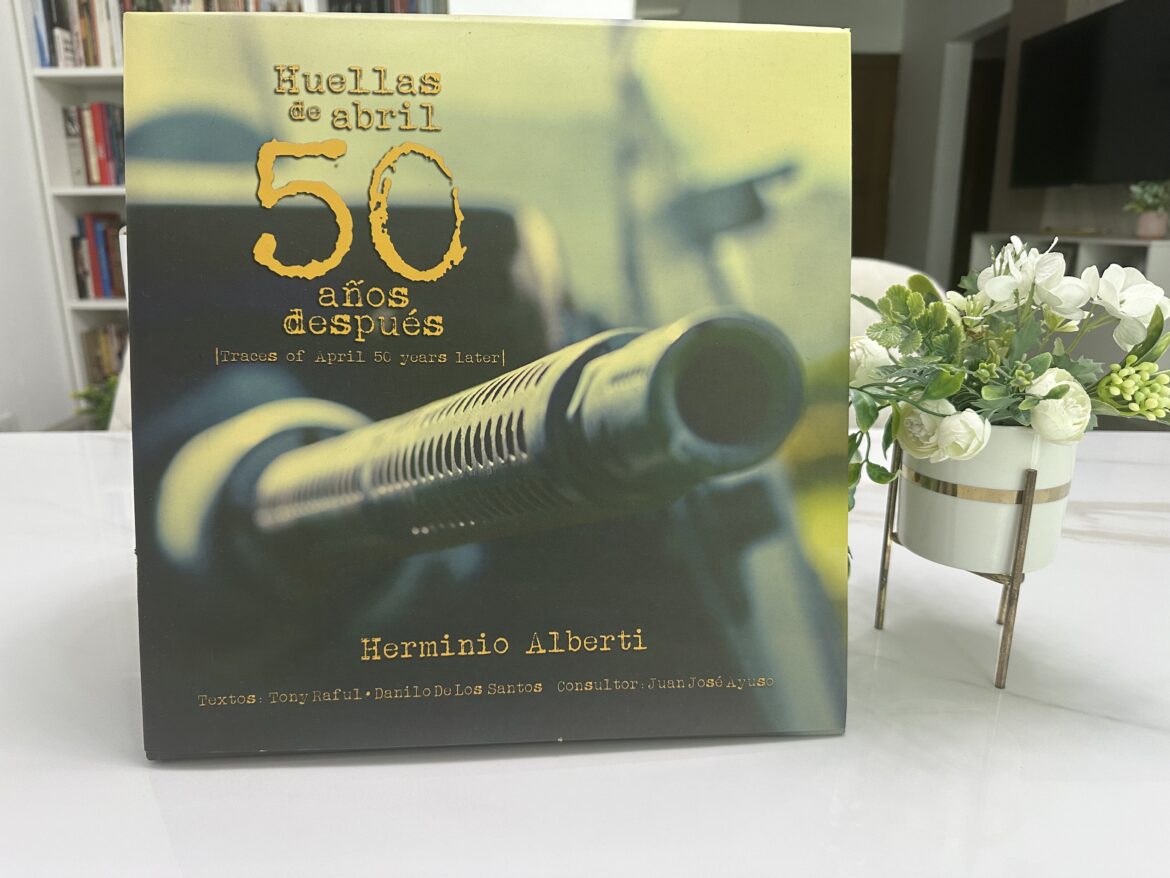 Huellas
de abril
50
años
después
|Traces of April 50 years later|
Herminio Alberti
Textos: Tony Raful • Danilo De Los Santos Consultor: Juan José Ayuso